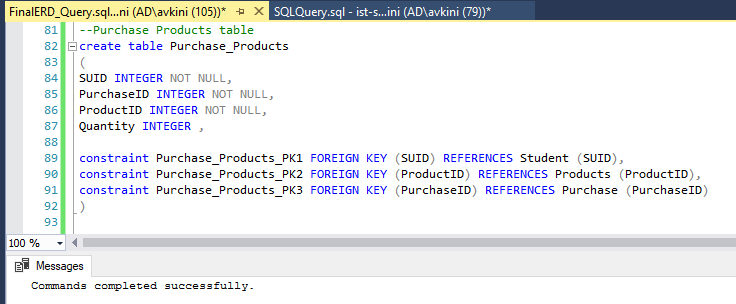 FinalERD_Query.sql...ni (AD\avkini (105))* SQLQuery.sql - ist-s...ini (AD\avkini (79))*
81 --Purchase Products table
82 create table Purchase_Products
83 (
84 SUID INTEGER NOT NULL,
85 PurchaseID INTEGER NOT NULL,
86 ProductID INTEGER NOT NULL,
87 Quantity INTEGER ,
88
89 constraint Purchase_Products_PK1 FOREIGN KEY (SUID) REFERENCES Student (SUID),
90 constraint Purchase_Products_PK2 FOREIGN KEY (ProductID) REFERENCES Products (ProductID),
91 constraint Purchase_Products_PK3 FOREIGN KEY (PurchaseID) REFERENCES Purchase (PurchaseID)
92 )
93
100 %
Messages
Commands completed successfully.